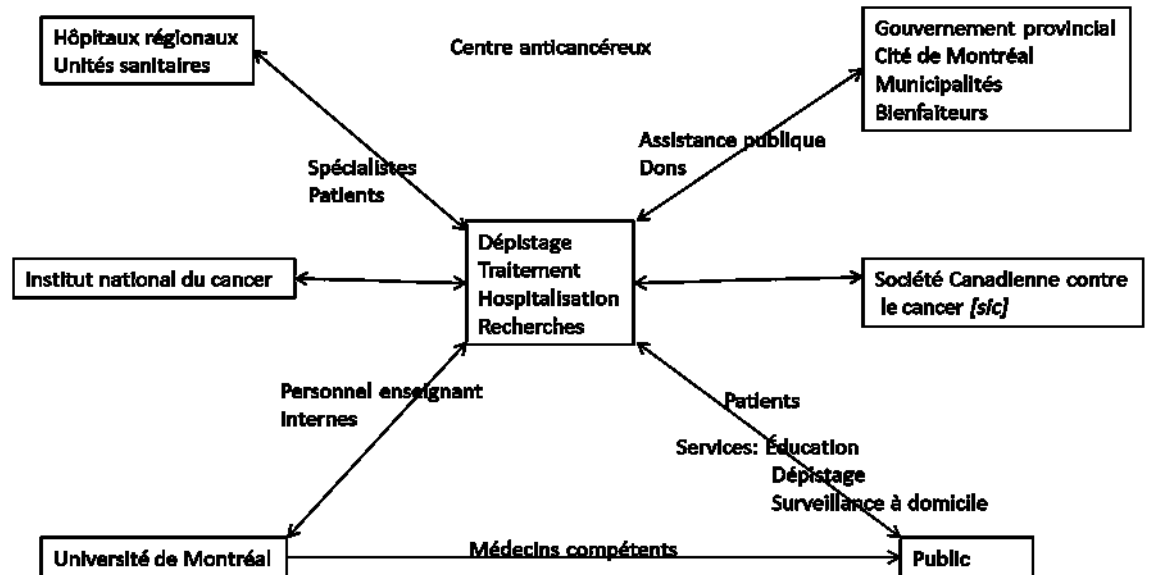 Hôpitaux régionaux
Unités sanitaires
Centre anticancéreux
Gouvernement provincial
Cité de Montréal
Municipalités
Bienfaiteurs
Assistance publique
Dons
Spécialistes
Patients
Dépistage
Traitement
Hospitalisation
Recherches
Institut national du cancer
Société Canadienne contre
le cancer [sic]
Personnel enseignant
Internes
Patients
Services: Éducation
Dépistage
Surveillance à domicile
Université de Montréal
Médecins compétents
Public